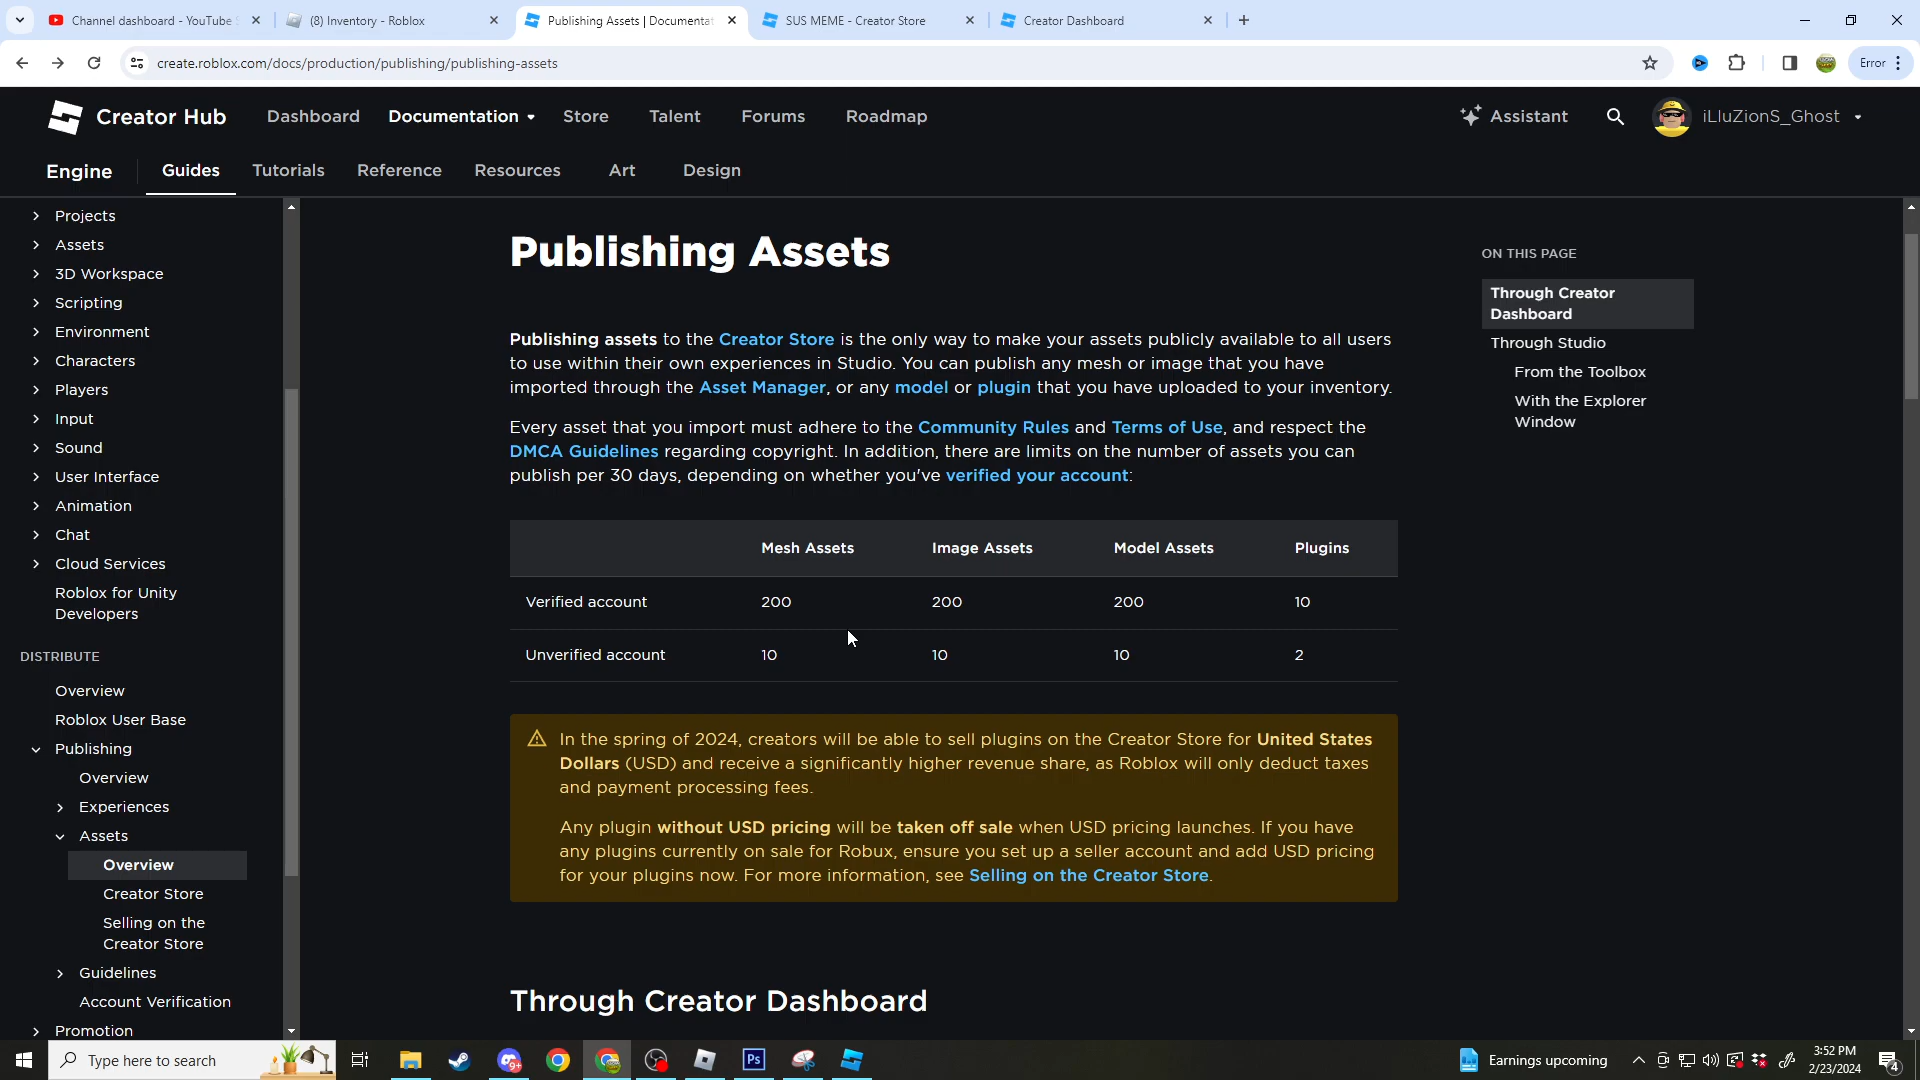 Channel dashboard - YouTube S
(8) Inventory - Roblox
Publishing Assets | Documentat
SUS MEME - Creator Store
Creator Dashboard
create.roblox.com/docs/production/publishing/publishing-assets
Error
Creator Hub
Dashboard
Documentation
Store
Talent
Forums
Roadmap
Assistant
iLluZionS_Ghost
Engine
Guides
Tutorials
Reference
Resources
Art
Design
Projects
Assets
3D Workspace
Scripting
Environment
Characters
Players
Input
Sound
User Interface
Animation
Chat
Cloud Services
Roblox for Unity
Developers
DISTRIBUTE
Overview
Roblox User Base
Publishing
Overview
Experiences
Assets
Overview
Creator Store
Selling on the
Creator Store
Guidelines
Account Verification
Promotion
Publishing Assets
Publishing assets to the Creator Store is the only way to make your assets publicly available to all users
to use within their own experiences in Studio. You can publish any mesh or image that you have
imported through the Asset Manager, or any model or plugin that you have uploaded to your inventory.
Every asset that you import must adhere to the Community Rules and Terms of Use, and respect the
DMCA Guidelines regarding copyright. In addition, there are limits on the number of assets you can
publish per 30 days, depending on whether you've verified your account:
Mesh Assets Image Assets Model Assets Plugins
Verified account 200 200 200 10
Unverified account 10 10 10 2
In the spring of 2024, creators will be able to sell plugins on the Creator Store for United States
Dollars (USD) and receive a significantly higher revenue share, as Roblox will only deduct taxes
and payment processing fees.
Any plugin without USD pricing will be taken off sale when USD pricing launches. If you have
any plugins currently on sale for Robux, ensure you set up a seller account and add USD pricing
for your plugins now. For more information, see Selling on the Creator Store.
Through Creator Dashboard
ON THIS PAGE
Through Creator
Dashboard
Through Studio
From the Toolbox
With the Explorer
Window
Type here to search
9+
Ps
Earnings upcoming
3:52 PM
2/23/2024
4